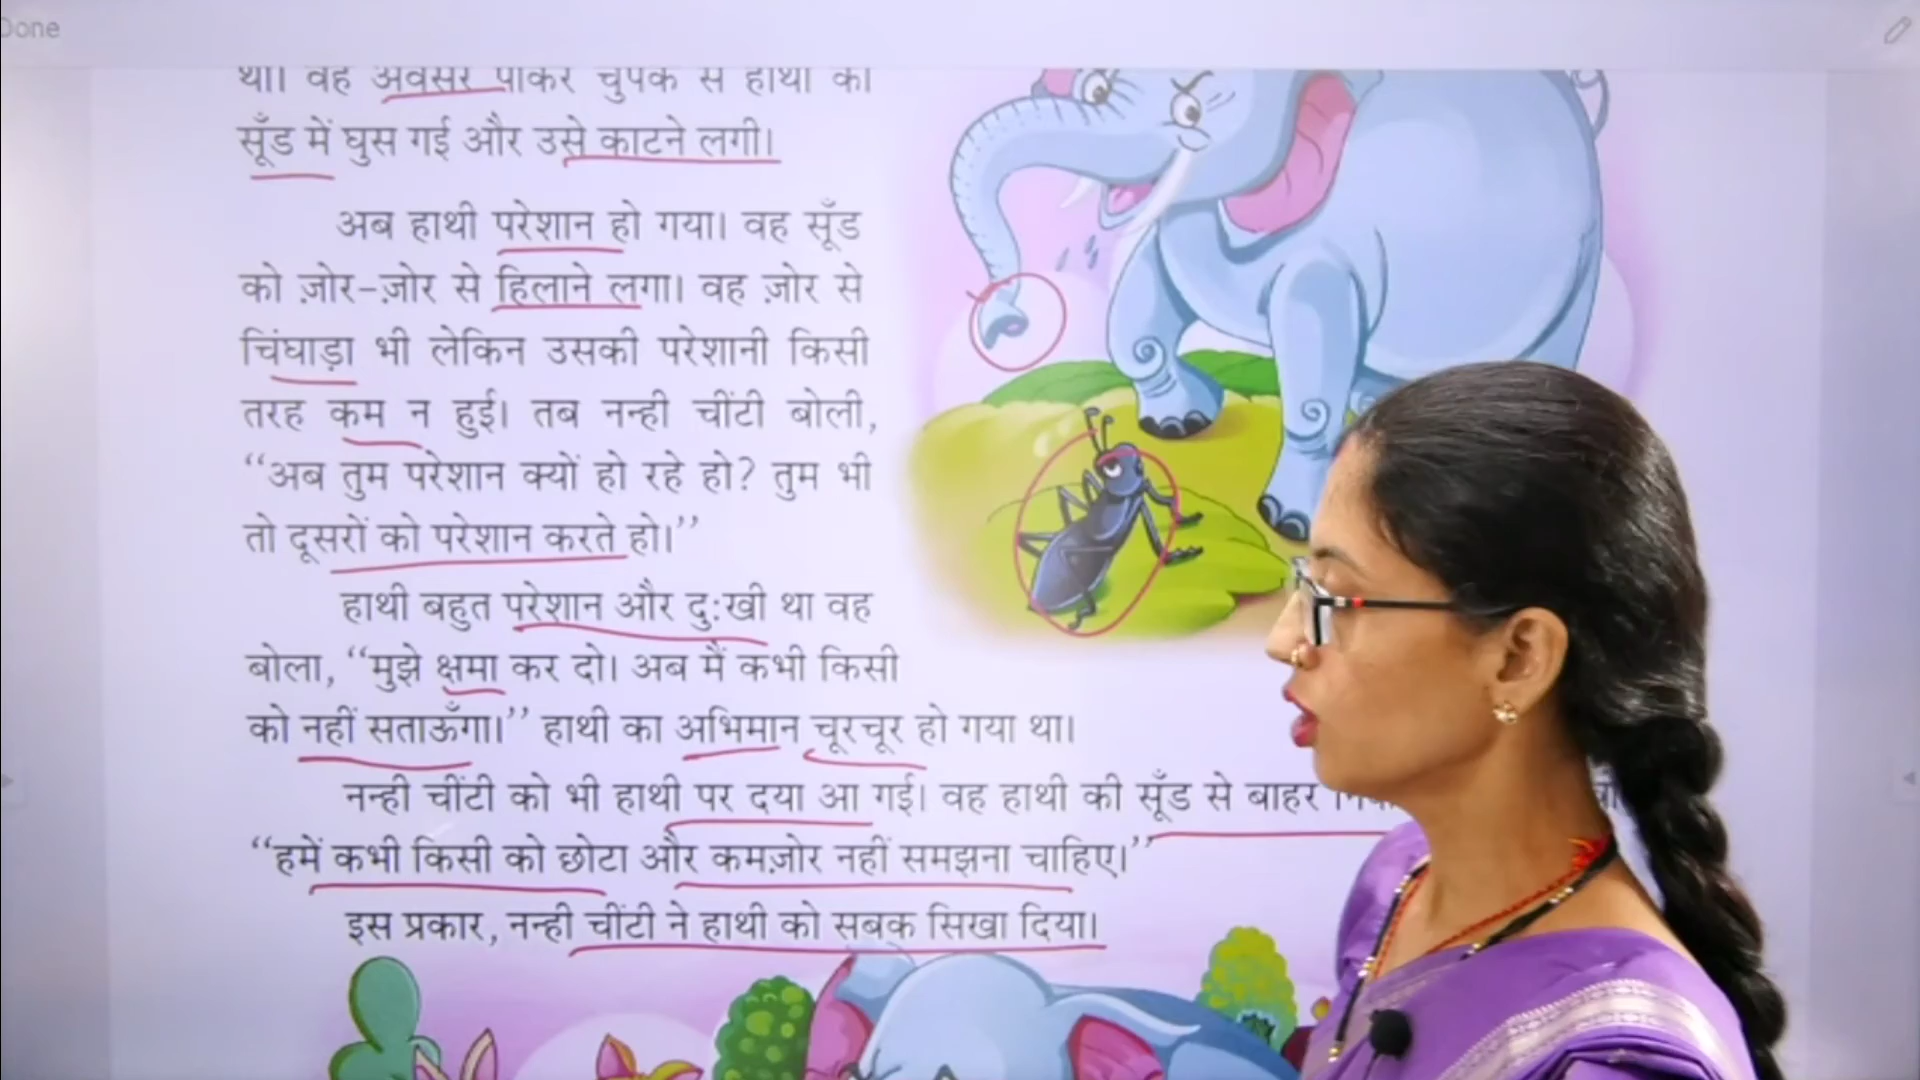 Done
था। वह अवसर पाकर चुपके से हाथी की
सूँड में घुस गई और उसे काटने लगी।
अब हाथी परेशान हो गया। वह सूँड
को ज़ोर-ज़ोर से हिलाने लगा। वह ज़ोर से
चिंघाड़ा भी लेकिन उसकी परेशानी किसी
तरह कम न हुई। तब नन्ही चींटी बोली,
“अब तुम परेशान क्यों हो रहे हो? तुम भी
तो दूसरों को परेशान करते हो।”
हाथी बहुत परेशान और दुःखी था वह
बोला, “मुझे क्षमा कर दो। अब मैं कभी किसी
को नहीं सताऊँगा।” हाथी का अभिमान चूरचूर हो गया था।
नन्ही चींटी को भी हाथी पर दया आ गई। वह हाथी की सूँड से बाहर
“हमें कभी किसी को छोटा और कमज़ोर नहीं समझना चाहिए।”
इस प्रकार, नन्ही चींटी ने हाथी को सबक सिखा दिया।